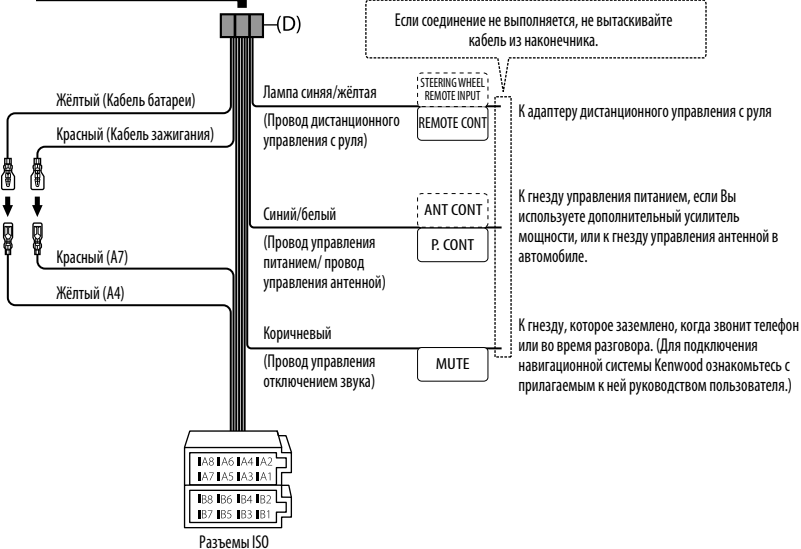 (D)
Если соединение не выполняется, не вытаскивайте
кабель из наконечника.
Жёлтый (Кабель батареи)
Красный (Кабель зажигания)
Красный (A7)
Жёлтый (A4)
Лампа синяя/жёлтая
(Провод дистанционного
управления с руля)
STEERING WHEEL
REMOTE INPUT
REMOTE CONT
К адаптеру дистанционного управления с руля
Синий/белый
(Провод управления
питанием/ провод
управления антенной)
ANT CONT
P. CONT
К гнезду управления питанием, если Вы
используете дополнительный усилитель
мощности, или к гнезду управления антенной в
автомобиле.
Коричневый
(Провод управления
отключением звука)
MUTE
К гнезду, которое заземлено, когда звонит телефон
или во время разговора. (Для подключения
навигационной системы Kenwood ознакомьтесь с
прилагаемым к ней руководством пользователя.)
A8 A6 A4 A2
A7 A5 A3 A1
B8 B6 B4 B2
B7 B5 B3 B1
Разъемы ISO